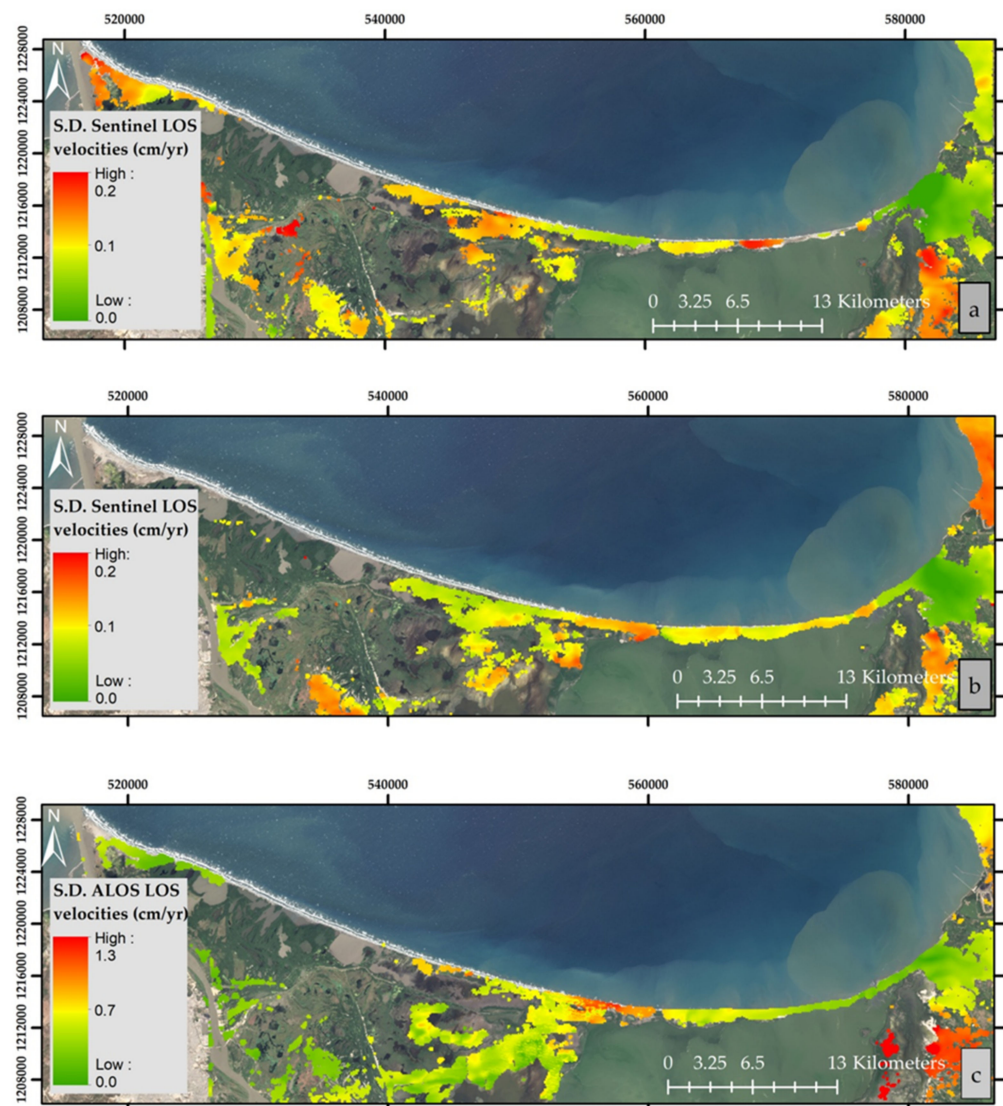 520000 540000 560000 580000
1228000
1224000
1220000
1216000
1212000
1208000
N
S.D. Sentinel LOS
velocities (cm/yr)
High :
0.2
0.1
Low :
0.0
0 3.25 6.5 13 Kilometers
a
520000 540000 560000 580000
1228000
1224000
1220000
1216000
1212000
1208000
N
S.D. Sentinel LOS
velocities (cm/yr)
High:
0.2
0.1
Low :
0.0
0 3.25 6.5 13 Kilometers
b
520000 540000 560000 580000
1228000
1224000
1220000
1216000
1212000
1208000
N
S.D. ALOS LOS
velocities (cm/yr)
High :
1.3
0.7
Low :
0.0
0 3.25 6.5 13 Kilometers
c